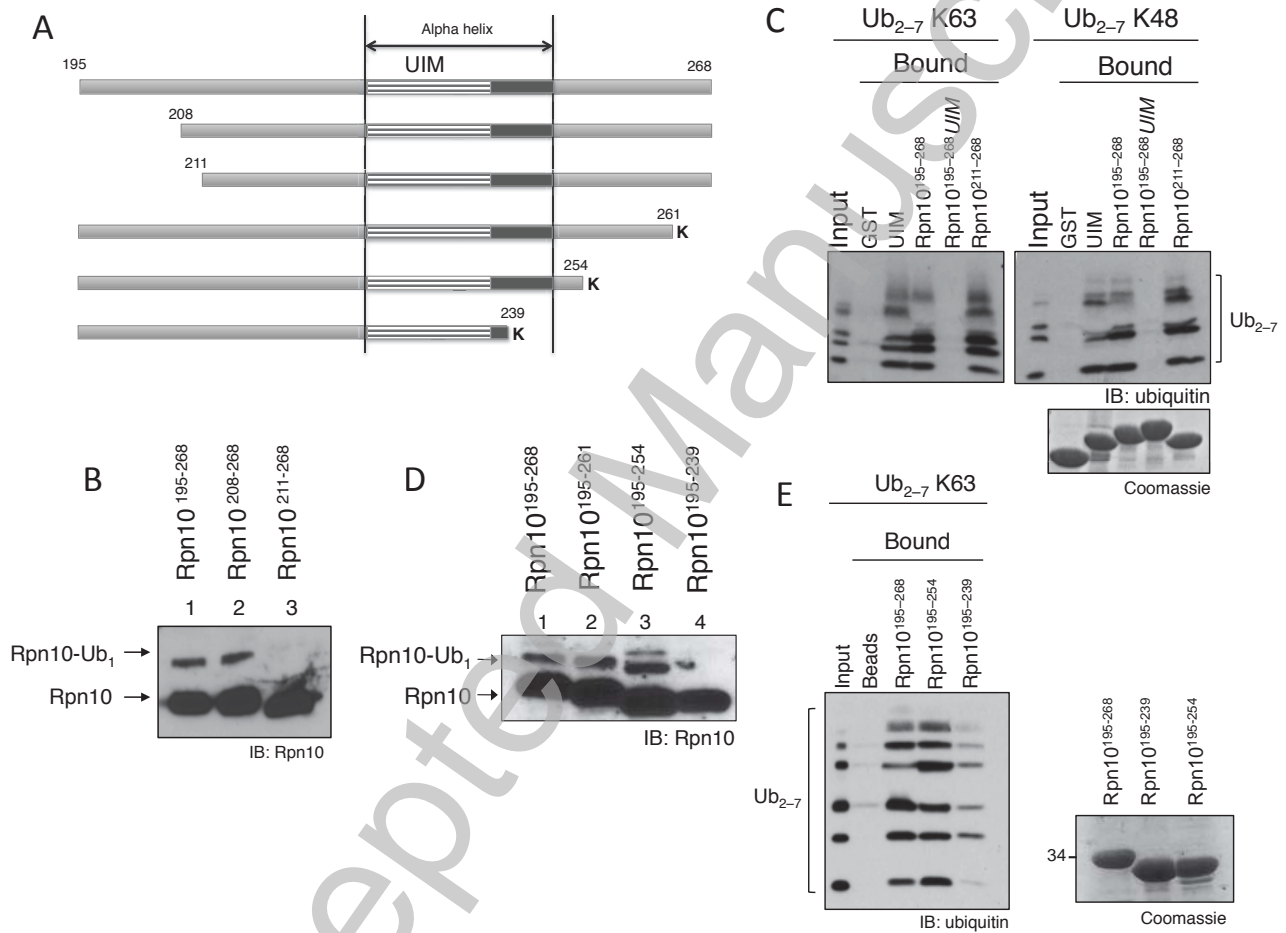 A
Alpha helix
UIM
195
268
208
211
261
K
254
K
239
K
B
Rpn10195-268
Rpn10208-268
Rpn10211-268
1 2 3
Rpn10-Ub1
Rpn10
IB: Rpn10
C
Ub2–7 K63
Ub2–7 K48
Bound
Bound
Input
GST
UIM
Rpn10195–268
Rpn10195–268UIM
Rpn10211–268
Input
GST
UIM
Rpn10195–268
Rpn10195–268UIM
Rpn10211–268
Ub2–7
IB: ubiquitin
Coomassie
D
Rpn10195-268
Rpn10195-261
Rpn10195-254
Rpn10195-239
1 2 3 4
Rpn10-Ub1
Rpn10
IB: Rpn10
E
Ub2–7 K63
Bound
Input
Beads
Rpn10195–268
Rpn10195–254
Rpn10195–239
Ub2–7
IB: ubiquitin
Rpn10195-268
Rpn10195-239
Rpn10195-254
34
Coomassie
epted Manusc